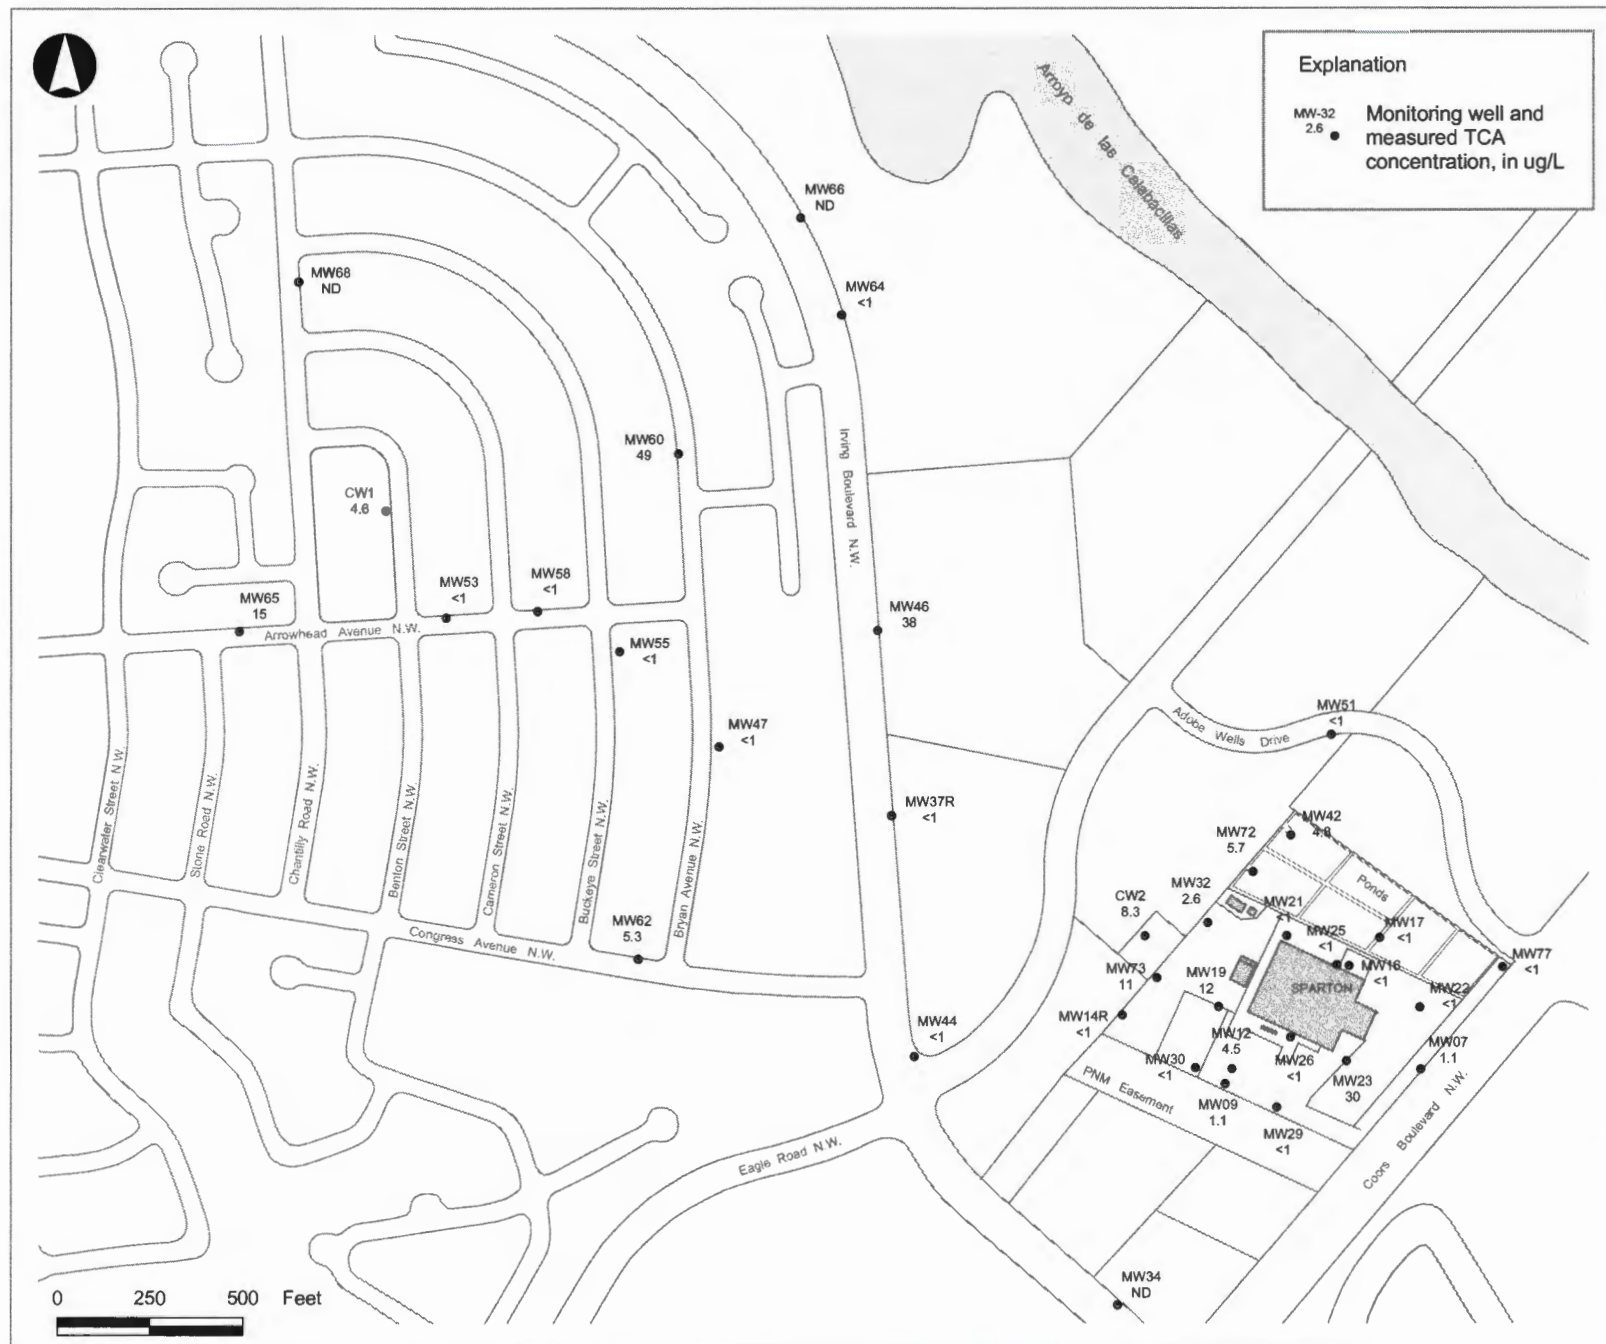 Explanation
MW-32
2.6
Monitoring well and
measured TCA
concentration, in ug/L
Arroyo de las Calabacillas
MW66
ND
MW68
ND
MW64
<1
MW60
49
Irving Boulevard N.W.
CW1
4.6
MW53
<1
MW58
<1
MW65
15
Arrowhead Avenue N.W.
MW46
38
MW55
<1
MW47
<1
MW51
<1
Adobe Wells Drive
Clearwater Street N.W.
Stone Road N.W.
Chantilly Road N.W.
Benton Street N.W.
Cameron Street N.W.
Buckeye Street N.W.
Bryan Avenue N.W.
MW37R
<1
MW42
4.8
MW72
5.7
Ponds
MW32
2.6
CW2
8.3
MW21
<1
MW17
<1
MW25
<1
MW62
5.3
Congress Avenue N.W.
MW16
<1
MW77
<1
MW73
11
MW19
12
SPARTON
MW22
<1
MW14R
<1
MW44
<1
MW12
4.5
MW07
1.1
MW30
<1
MW26
<1
MW23
30
PNM Easement
MW09
1.1
MW29
<1
Coors Boulevard N.W.
Eagle Road N.W.
MW34
ND
0 250 500 Feet